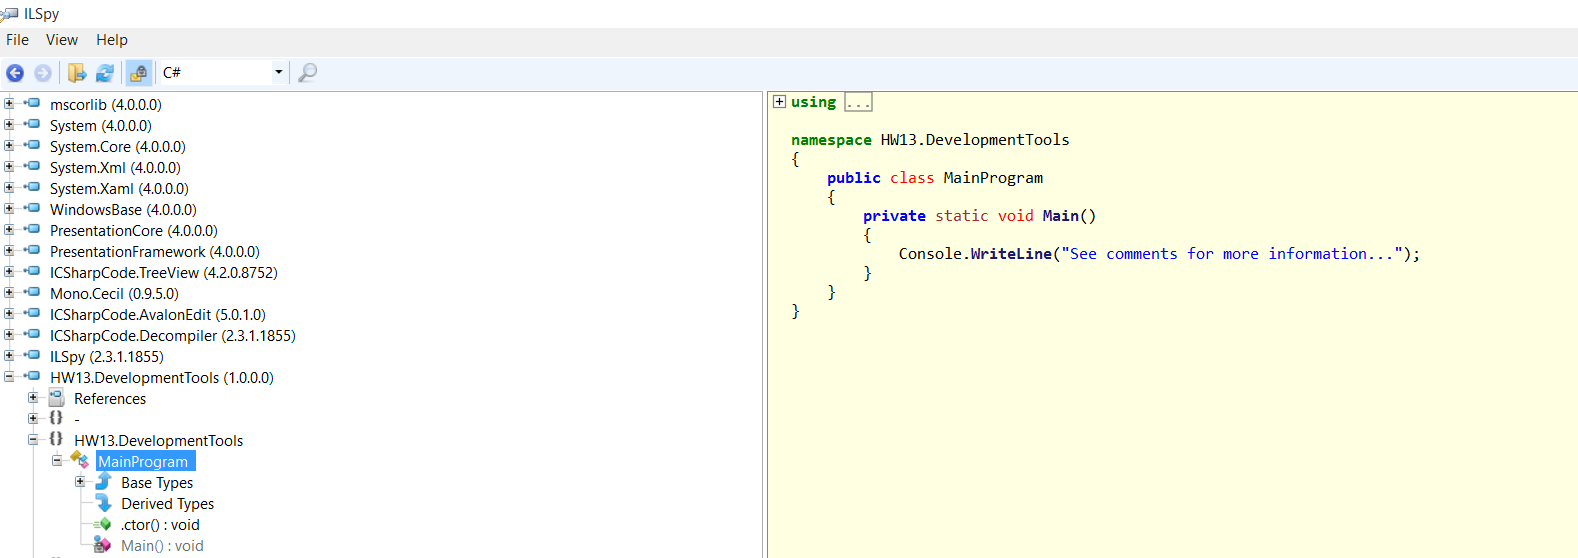 ILSpy
File View Help
C#
mscorlib (4.0.0.0)
System (4.0.0.0)
System.Core (4.0.0.0)
System.Xml (4.0.0.0)
System.Xaml (4.0.0.0)
WindowsBase (4.0.0.0)
PresentationCore (4.0.0.0)
PresentationFramework (4.0.0.0)
ICSharpCode.TreeView (4.2.0.8752)
Mono.Cecil (0.9.5.0)
ICSharpCode.AvalonEdit (5.0.1.0)
ICSharpCode.Decompiler (2.3.1.1855)
ILSpy (2.3.1.1855)
HW13.DevelopmentTools (1.0.0.0)
References
{} -
{} HW13.DevelopmentTools
MainProgram
Base Types
Derived Types
.ctor() : void
Main() : void
using ...
namespace HW13.DevelopmentTools
{
public class MainProgram
{
private static void Main()
{
Console.WriteLine("See comments for more information...");
}
}
}